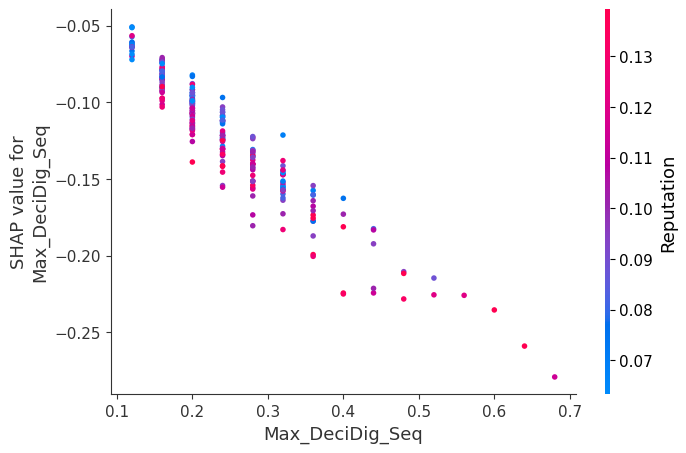 −0.05
−0.10
−0.15
−0.20
−0.25
SHAP value for
Max_DeciDig_Seq
0.1 0.2 0.3 0.4 0.5 0.6 0.7
Max_DeciDig_Seq
0.13
0.12
0.11
0.10
0.09
0.08
0.07
Reputation